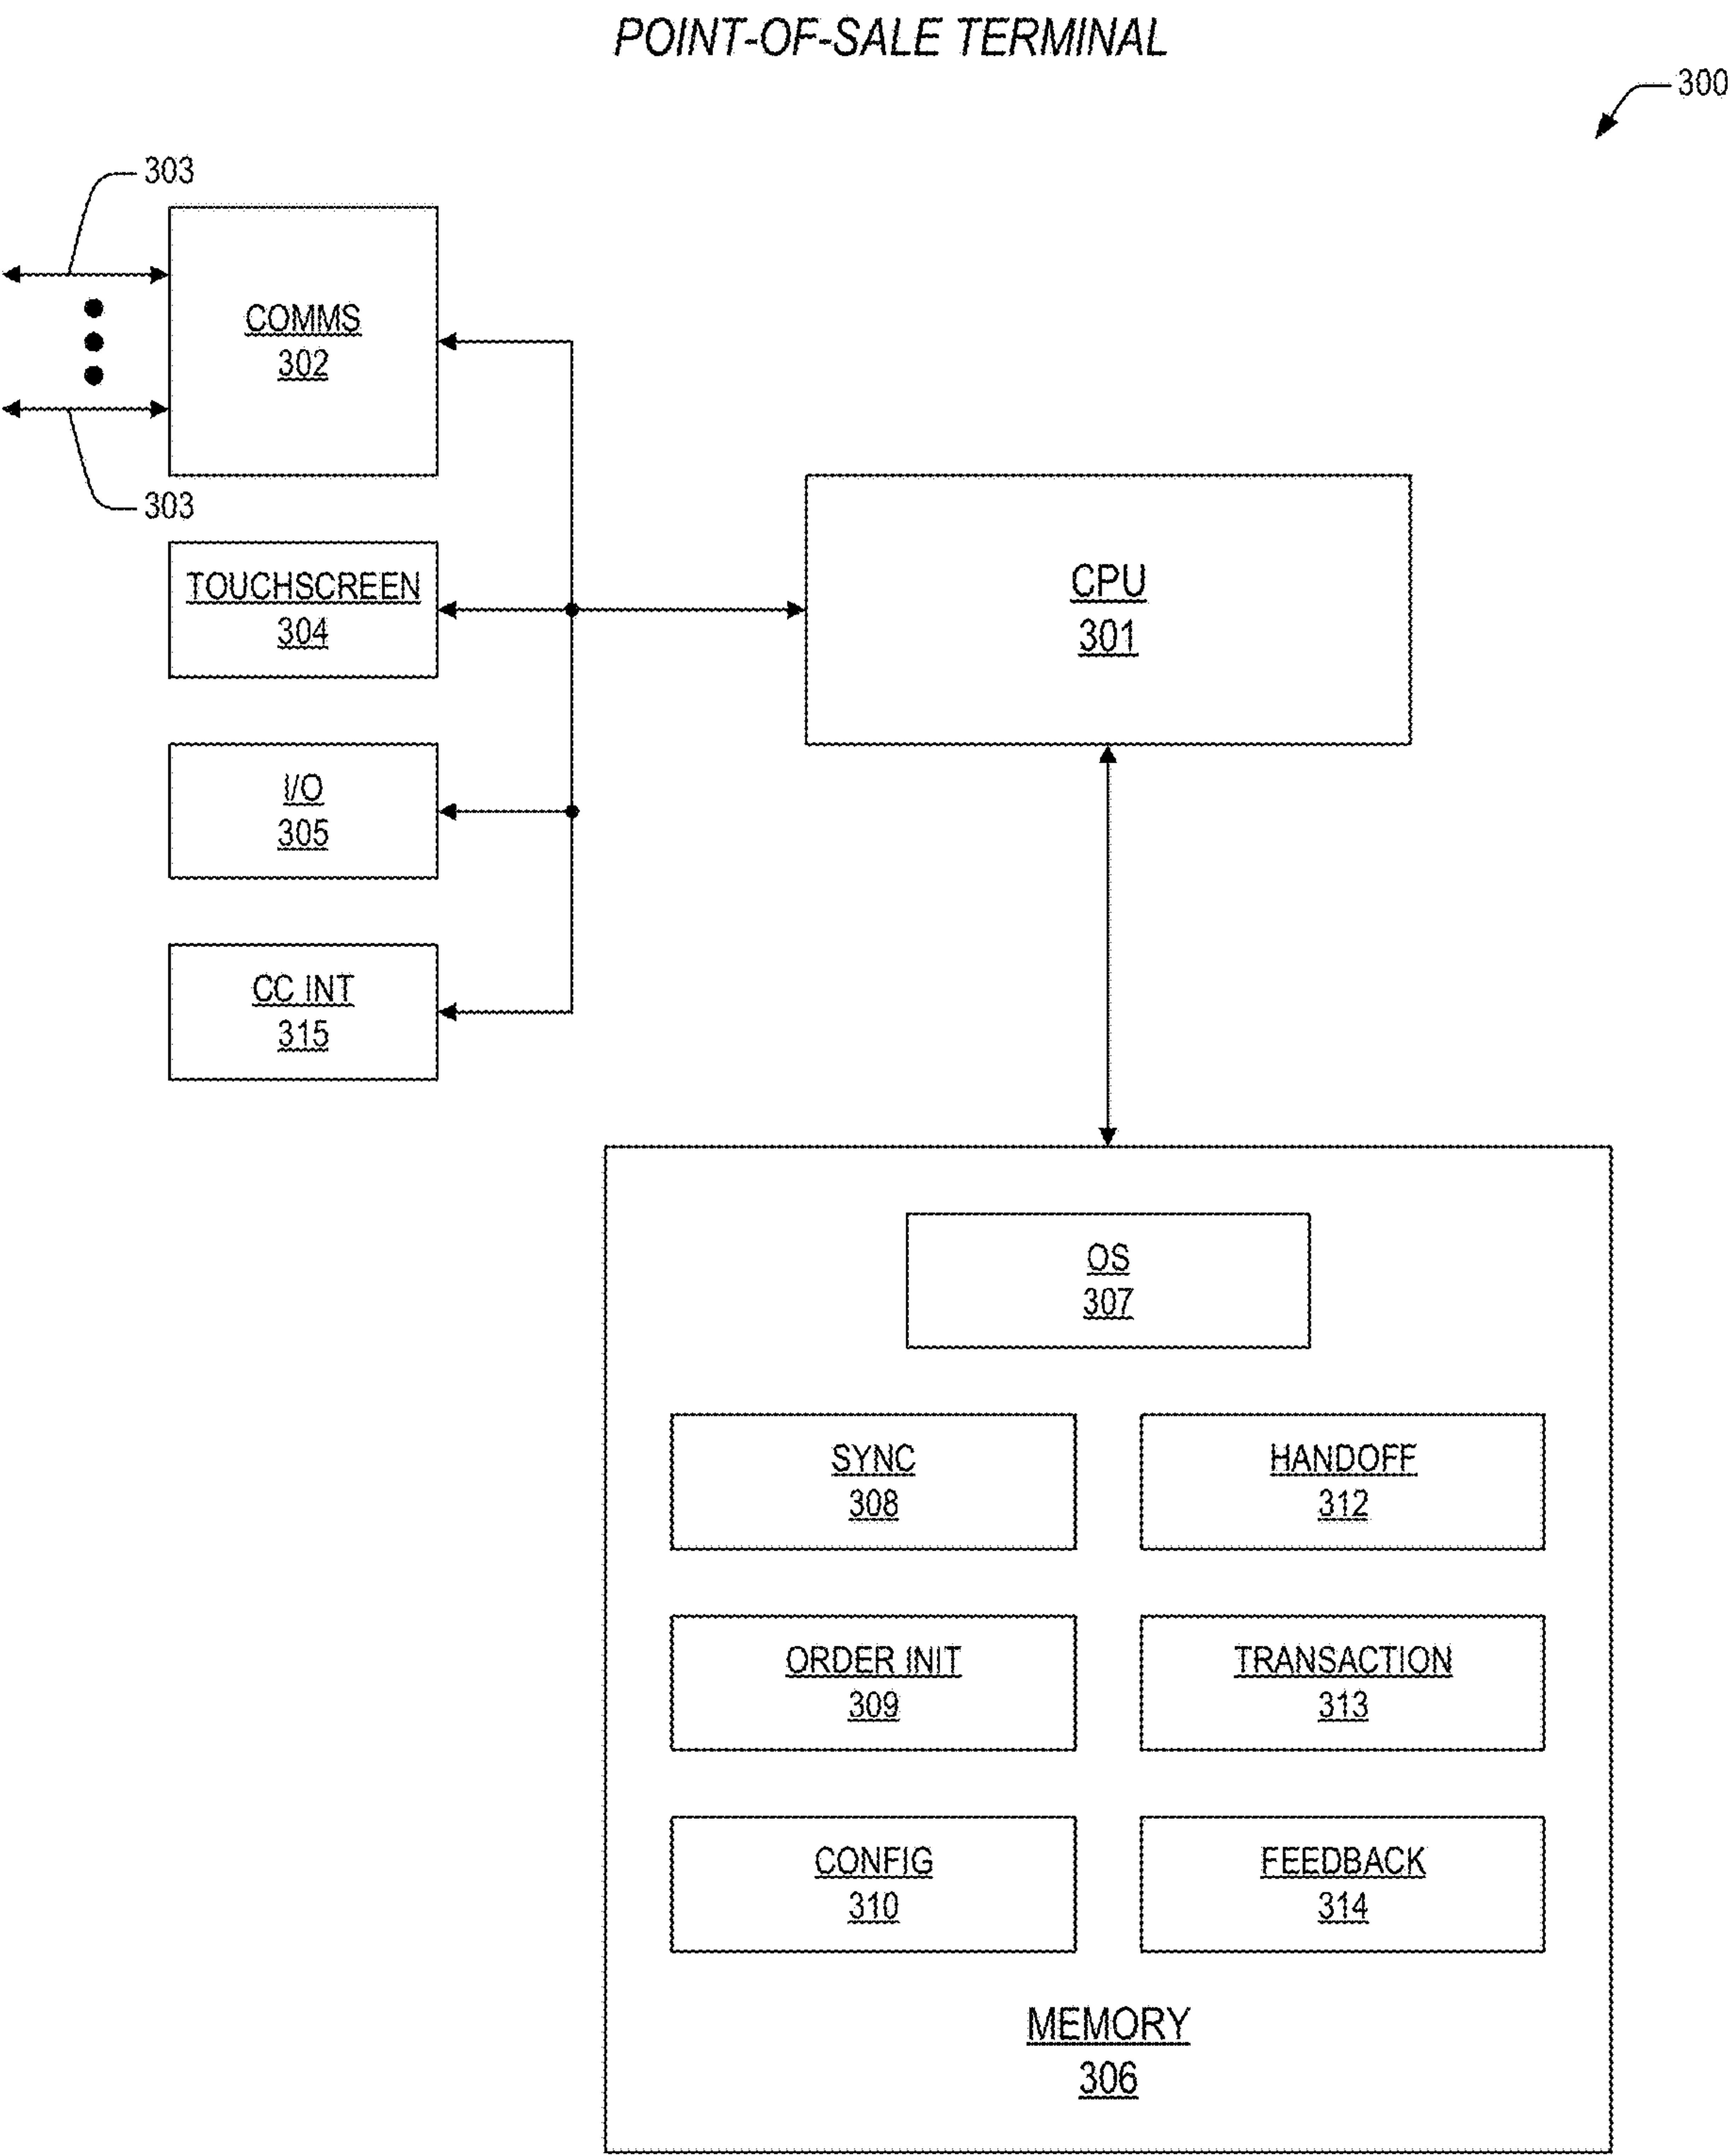 POINT-OF-SALE TERMINAL
300
303
COMMS
302
303
TOUCHSCREEN
304
CPU
301
I/O
305
CC INT
315
OS
307
SYNC
308
HANDOFF
312
ORDER INIT
309
TRANSACTION
313
CONFIG
310
FEEDBACK
314
MEMORY
306